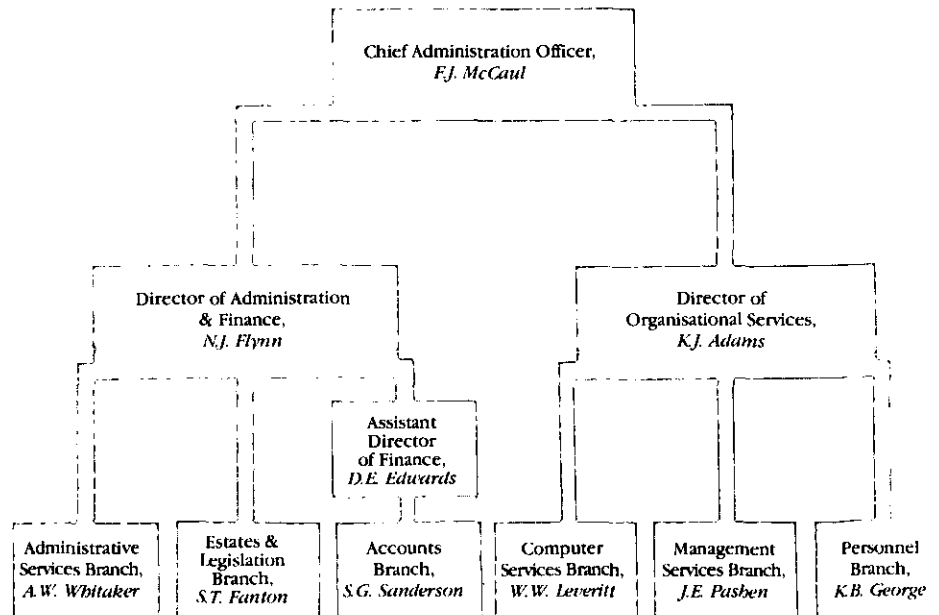 Chief Administration Officer,
F.J. McCaul
Director of Administration
& Finance,
N.J. Flynn
Director of
Organisational Services,
K.J. Adams
Assistant
Director
of Finance,
D.E. Edwards
Administrative
Services Branch,
A.W. Whitaker
Estates &
Legislation
Branch,
S.T. Fanton
Accounts
Branch,
S.G. Sanderson
Computer
Services Branch,
W.W. Leveritt
Management
Services Branch,
J.E. Pashen
Personnel
Branch,
K.B. George